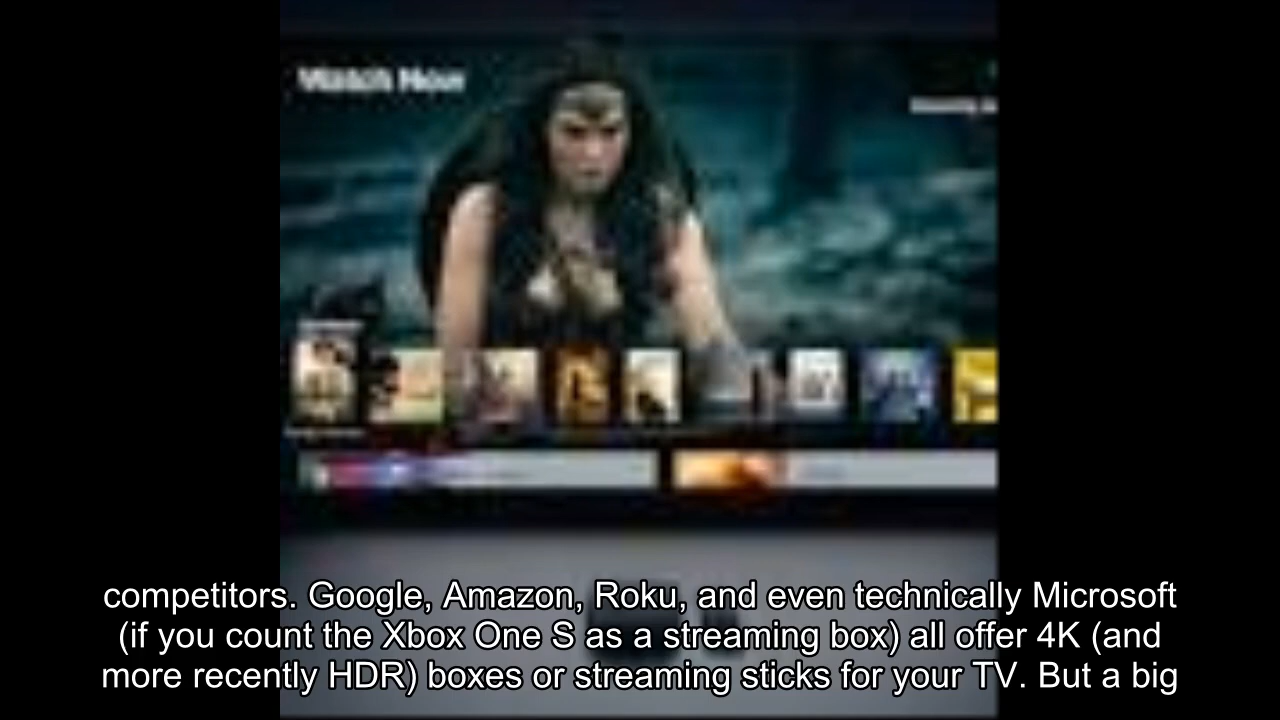 Watch Now
competitors. Google, Amazon, Roku, and even technically Microsoft
(if you count the Xbox One S as a streaming box) all offer 4K (and
more recently HDR) boxes or streaming sticks for your TV. But a big